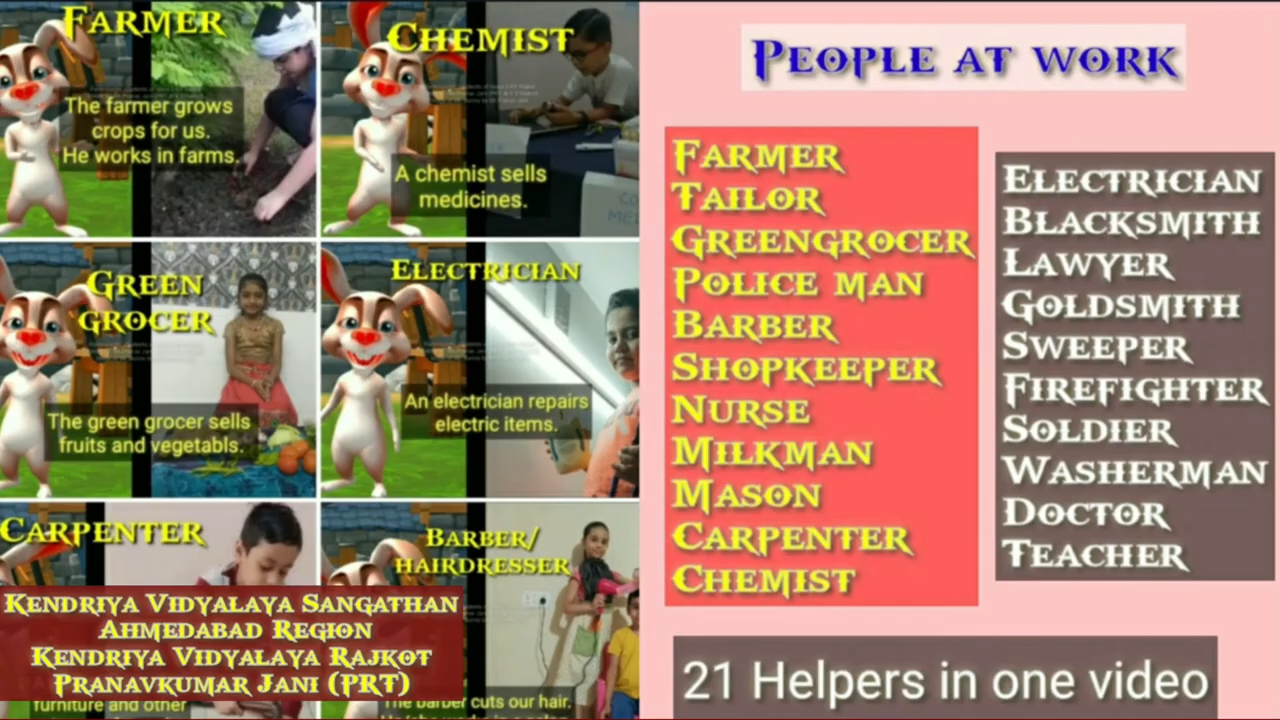 FARMER
The farmer grows
crops for us.
He works in farms.
CHEMIST
A chemist sells
medicines.
GREEN
GROCER
The green grocer sells
fruits and vegetabls.
ELECTRICIAN
An electrician repairs
electric items.
CARPENTER
furniture and other
BARBER/
HAIRDRESSER
The barber cuts our hair.
KENDRIYA VIDYALAYA SANGATHAN
AHMEDABAD REGION
KENDRIYA VIDYALAYA RAJKOT
PRANAVKUMAR JANI (PRT)
PEOPLE AT WORK
FARMER
TAILOR
GREENGROCER
POLICE MAN
BARBER
SHOPKEEPER
NURSE
MILKMAN
MASON
CARPENTER
CHEMIST
ELECTRICIAN
BLACKSMITH
LAWYER
GOLDSMITH
SWEEPER
FIREFIGHTER
SOLDIER
WASHERMAN
DOCTOR
TEACHER
21 Helpers in one video